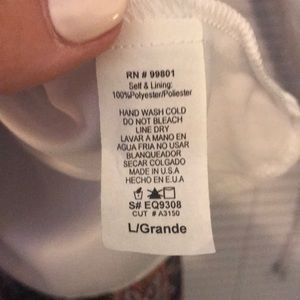 RN # 99801
Self & Lining:
100%Polyester/Poliester
HAND WASH COLD
DO NOT BLEACH
LINE DRY
LAVAR A MANO EN
AGUA FRIA NO USAR
BLANQUEADOR
SECAR COLGADO
MADE IN U.S.A
HECHO EN E.U.A
S# EQ9308
CUT # A3150
L/Grande